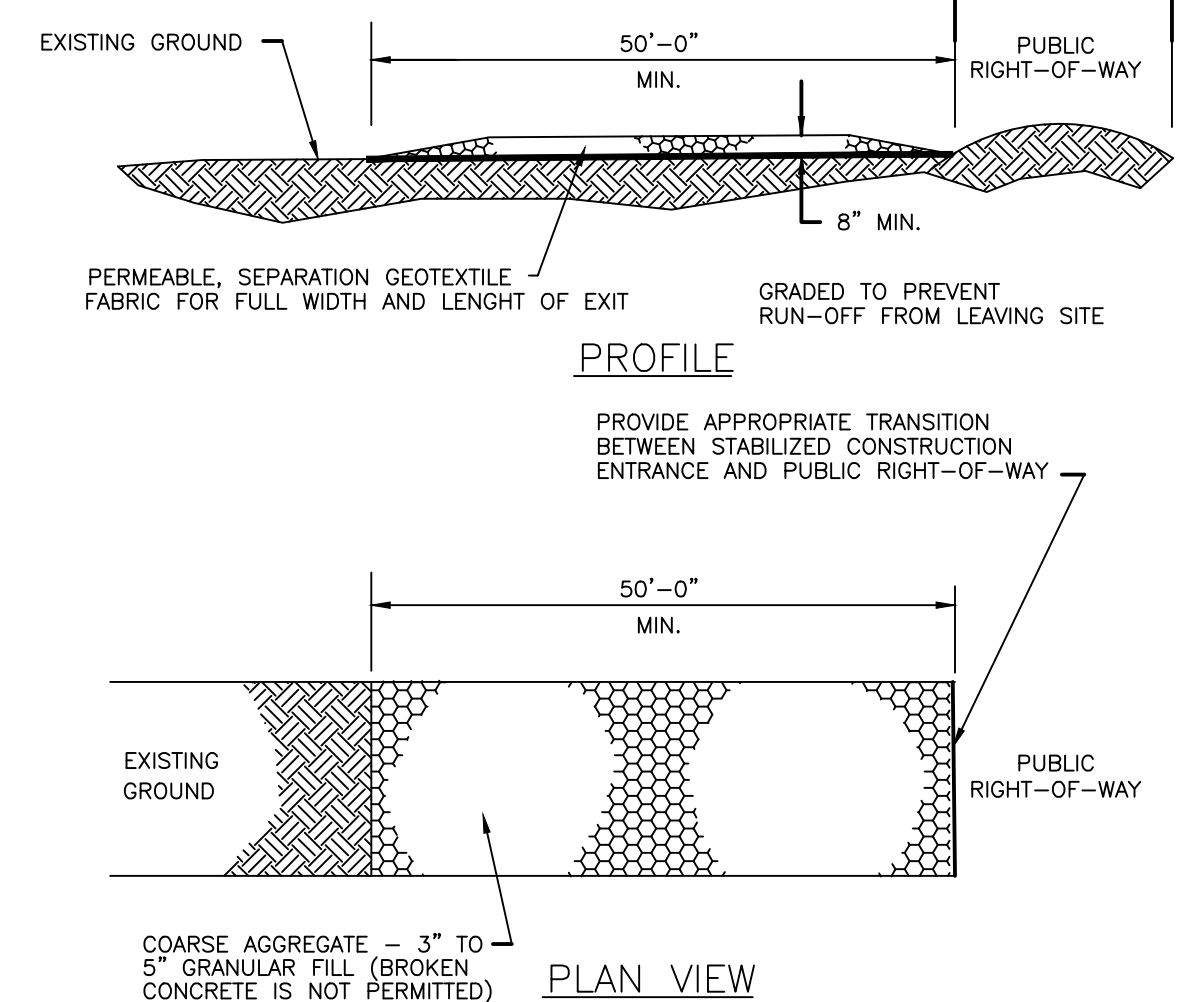 EXISTING GROUND
50'-0"
MIN.
PUBLIC
RIGHT-OF-WAY
8" MIN.
PERMEABLE, SEPARATION GEOTEXTILE
FABRIC FOR FULL WIDTH AND LENGHT OF EXIT
GRADED TO PREVENT
RUN-OFF FROM LEAVING SITE
PROFILE
PROVIDE APPROPRIATE TRANSITION
BETWEEN STABILIZED CONSTRUCTION
ENTRANCE AND PUBLIC RIGHT-OF-WAY
50'-0"
MIN.
EXISTING
GROUND
PUBLIC
RIGHT-OF-WAY
COARSE AGGREGATE - 3" TO
5" GRANULAR FILL (BROKEN
CONCRETE IS NOT PERMITTED)
PLAN VIEW